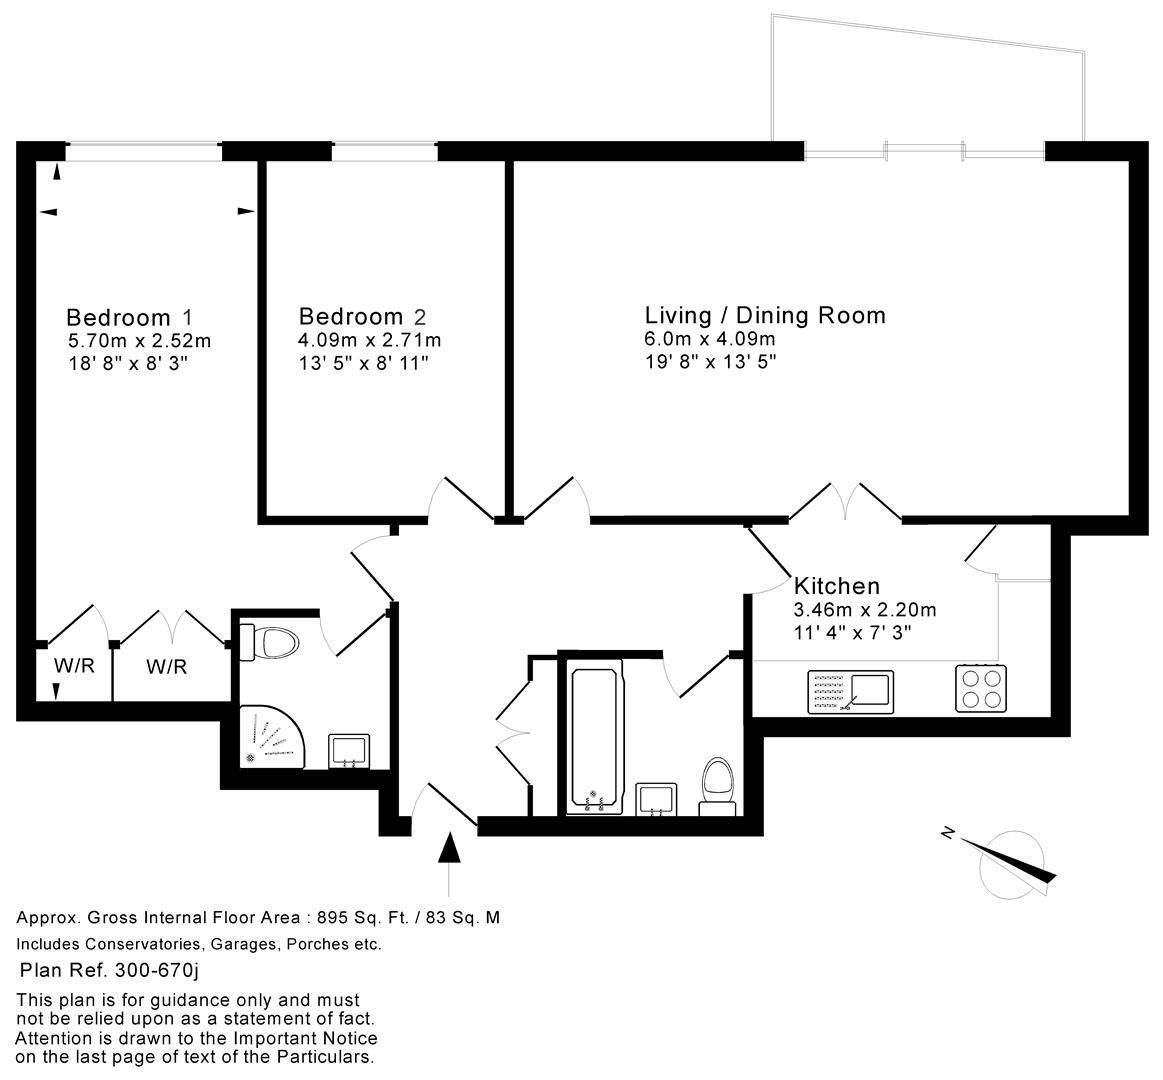 Bedroom 1
5.70m x 2.52m
18' 8" x 8' 3"
Bedroom 2
4.09m x 2.71m
13' 5" x 8' 11"
Living / Dining Room
6.0m x 4.09m
19' 8" x 13' 5"
Kitchen
3.46m x 2.20m
11' 4" x 7' 3"
W/R
W/R
N
Approx. Gross Internal Floor Area : 895 Sq. Ft. / 83 Sq. M
Includes Conservatories, Garages, Porches etc.
Plan Ref. 300-670j
This plan is for guidance only and must
not be relied upon as a statement of fact.
Attention is drawn to the Important Notice
on the last page of text of the Particulars.